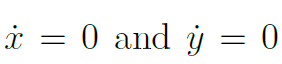 ẋ = 0 and ẏ = 0